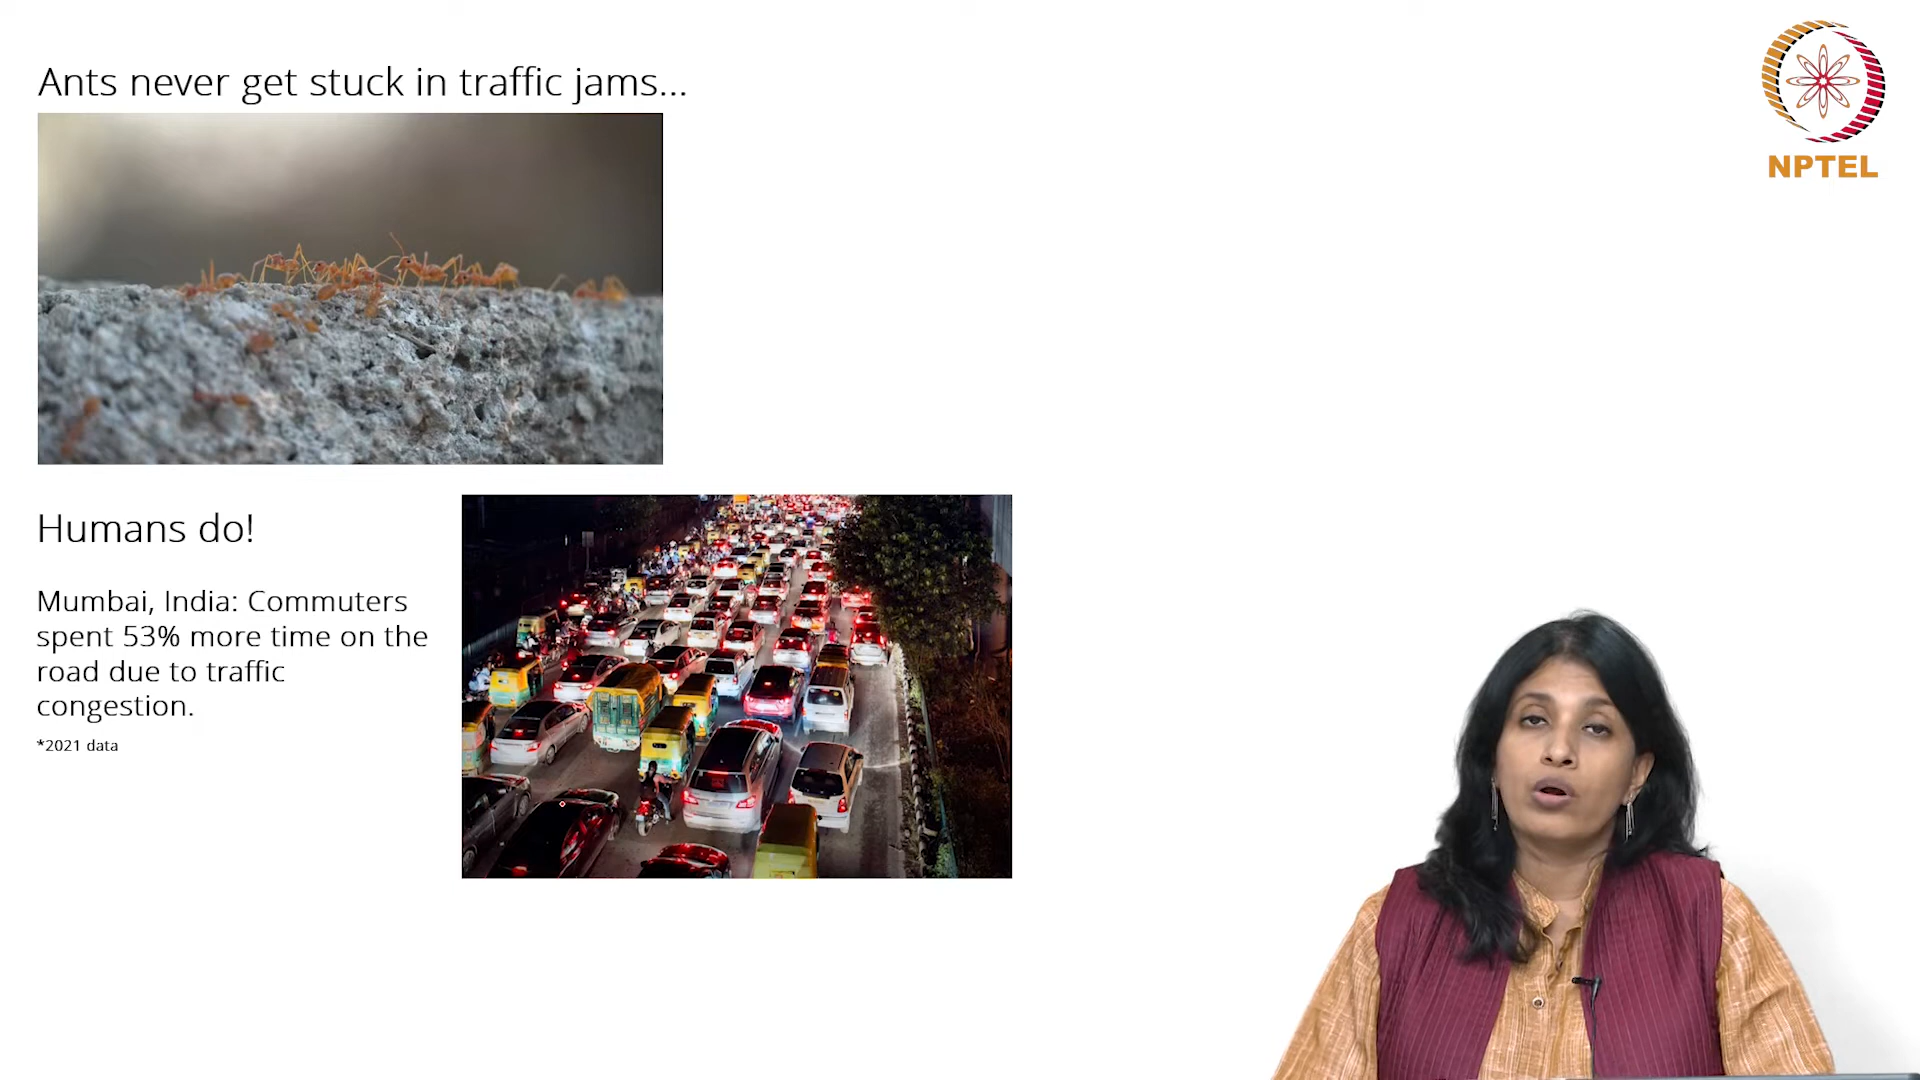 Ants never get stuck in traffic jams...
NPTEL
Humans do!
Mumbai, India: Commuters
spent 53% more time on the
road due to traffic
congestion.
*2021 data